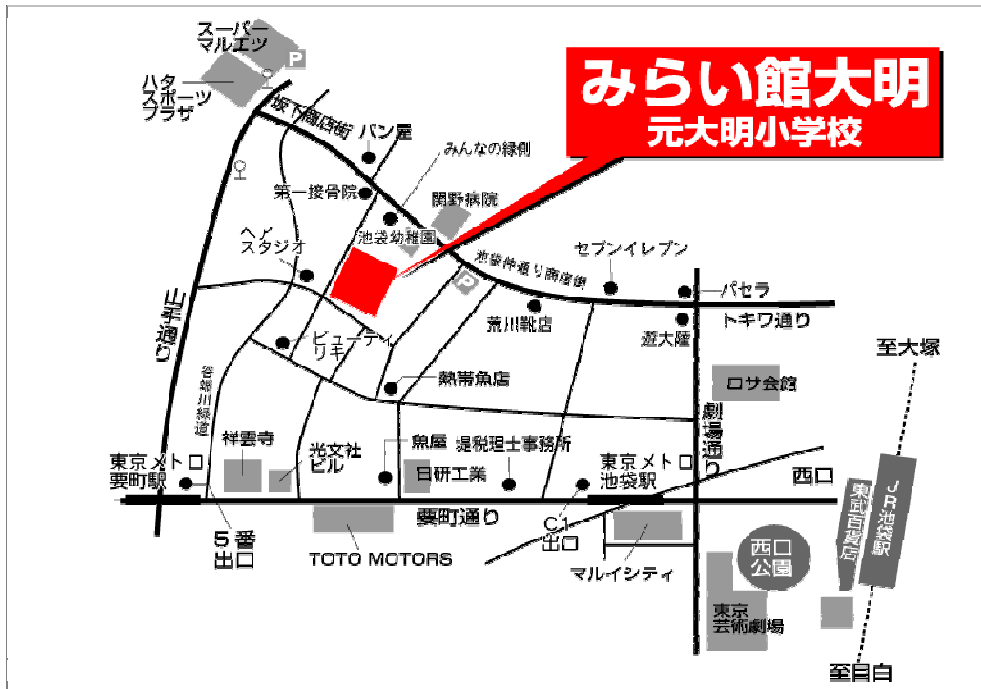 スーパー
マルエツ
P
ハタ
スポーツ
プラザ
みらい館大明
元大明小学校
坂下商店街
パン屋
みんなの縁側
第一接骨院
関野病院
池袋幼稚園
ヘア
スタジオ
池袋仲通り商店街
P
セブンイレブン
パセラ
トキワ通り
荒川靴店
遊大陸
山手通り
ビューティ
リキ
至大塚
熱帯魚店
ロサ会館
劇場通り
祥雲寺
光文社
ビル
魚屋
堤税理士事務所
日研工業
東京メトロ
要町駅
東京メトロ
池袋駅
西口
JR池袋駅
東武百貨店
要町通り
5番
出口
C1
出口
TOTO MOTORS
マルイシティ
西口
公園
東京
芸術劇場
至目白